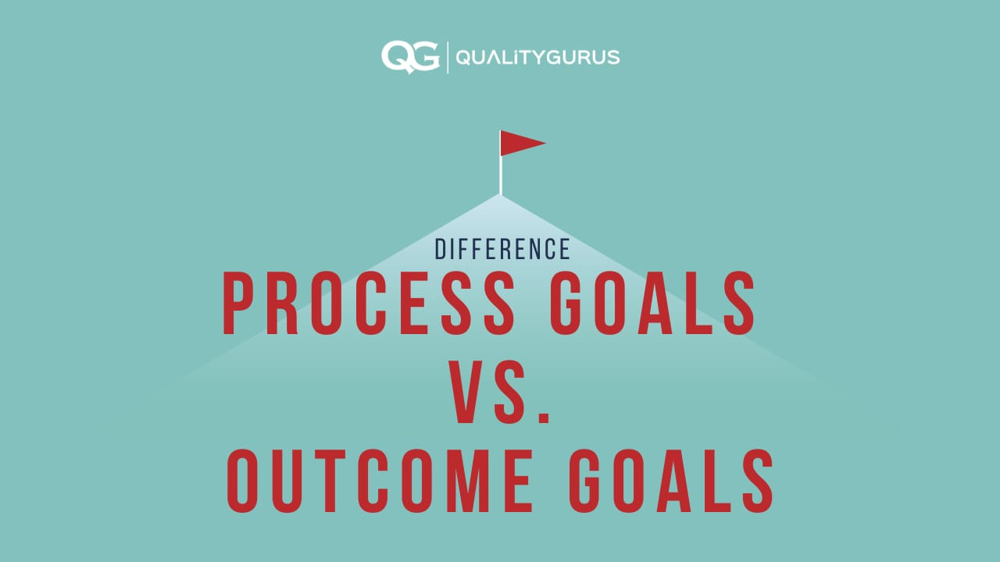 QG | QUALITYGURUS
DIFFERENCE
PROCESS GOALS
VS.
OUTCOME GOALS